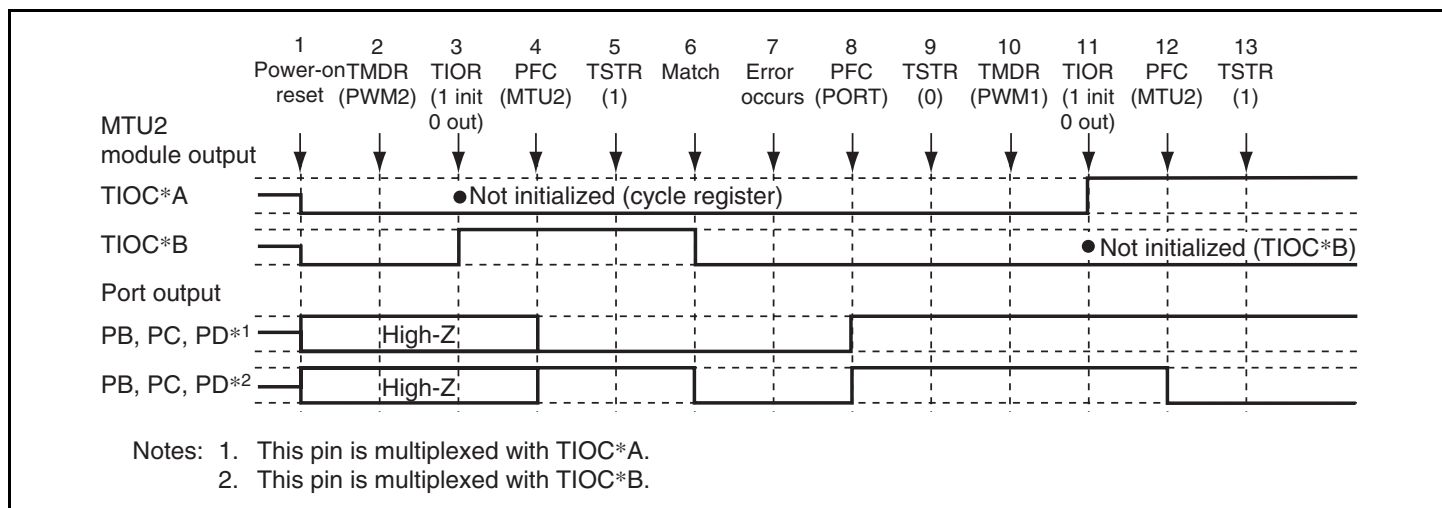 1 2 3 4 5 6 7 8 9 10 11 12 13
Power-on TMDR TIOR PFC TSTR Match Error PFC TSTR TMDR TIOR PFC TSTR
reset (PWM2) (1 init (MTU2) (1) occurs (PORT) (0) (PWM1) (1 init (MTU2) (1)
0 out) 0 out)
MTU2
module output
TIOC*A
●Not initialized (cycle register)
TIOC*B
● Not initialized (TIOC*B)
Port output
PB, PC, PD*1
High-Z
PB, PC, PD*2
High-Z
Notes: 1. This pin is multiplexed with TIOC*A.
2. This pin is multiplexed with TIOC*B.